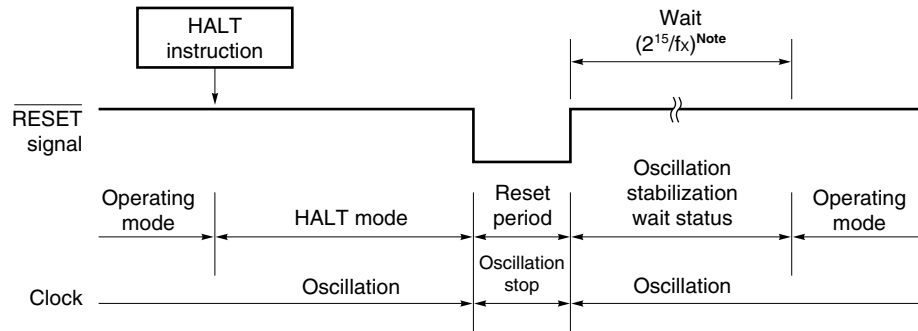 HALT
instruction
Wait
(2¹⁵/fx)ᴺᵒᵗᵉ
RESET
signal
Operating
mode
HALT mode
Reset
period
Oscillation
stabilization
wait status
Operating
mode
Clock
Oscillation
Oscillation
stop
Oscillation